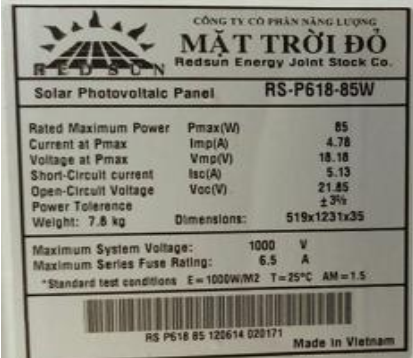 CÔNG TY CỔ PHẦN NĂNG LƯỢNG
MẶT TRỜI ĐỎ
REDSUN
Redsun Energy Joint Stock Co.
Solar Photovoltaic Panel RS-P618-85W
Rated Maximum Power Pmax(W) 85
Current at Pmax Imp(A) 4.78
Voltage at Pmax Vmp(V) 18.18
Short-Circuit current Isc(A) 5.13
Open-Circuit Voltage Voc(V) 21.85
Power Tolerence ±3%
Weight: 7.8 kg Dimensions: 519x1231x35
Maximum System Voltage: 1000 V
Maximum Series Fuse Rating: 6.5 A
*Standard test conditions E=1000W/M2 T=25°C AM=1.5
RS P618 85 120614 020171
Made in Vietnam